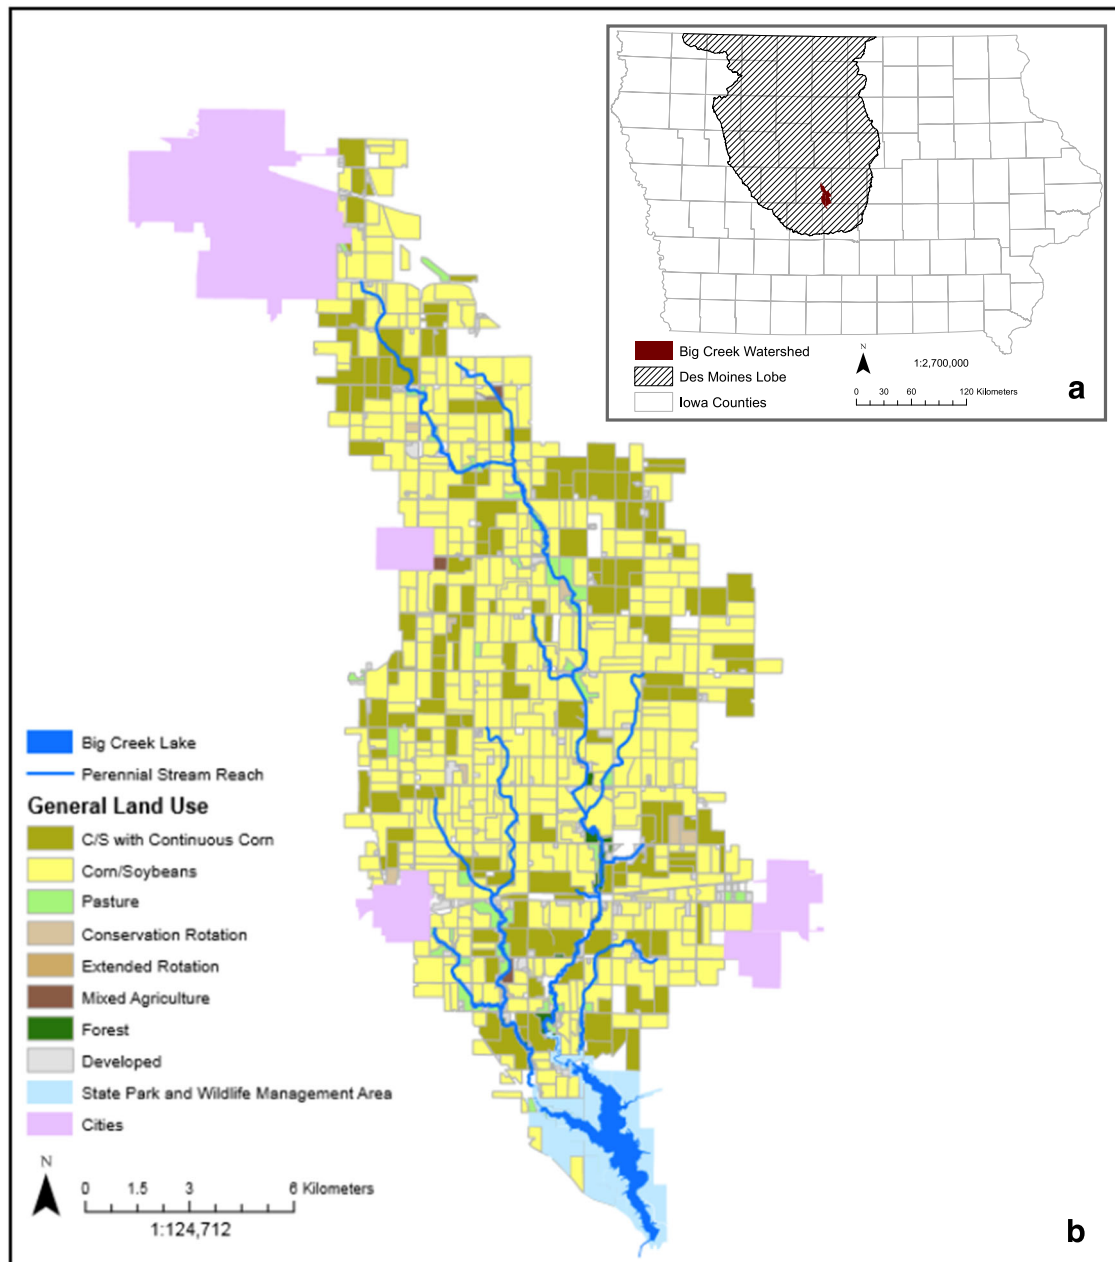 Big Creek Watershed
Des Moines Lobe
Iowa Counties
N
1:2,700,000
0 30 60 120 Kilometers
a
Big Creek Lake
Perennial Stream Reach
General Land Use
C/S with Continuous Corn
Corn/Soybeans
Pasture
Conservation Rotation
Extended Rotation
Mixed Agriculture
Forest
Developed
State Park and Wildlife Management Area
Cities
N
0 1.5 3 6 Kilometers
1:124,712
b